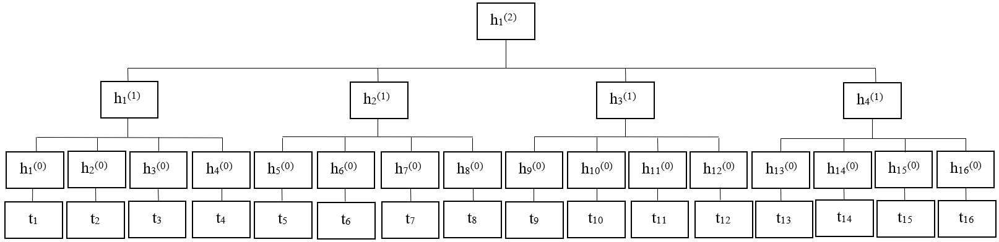 h₁⁽²⁾
h₁⁽¹⁾ h₂⁽¹⁾ h₃⁽¹⁾ h₄⁽¹⁾
h₁⁽⁰⁾ h₂⁽⁰⁾ h₃⁽⁰⁾ h₄⁽⁰⁾ h₅⁽⁰⁾ h₆⁽⁰⁾ h₇⁽⁰⁾ h₈⁽⁰⁾ h₉⁽⁰⁾ h₁₀⁽⁰⁾ h₁₁⁽⁰⁾ h₁₂⁽⁰⁾ h₁₃⁽⁰⁾ h₁₄⁽⁰⁾ h₁₅⁽⁰⁾ h₁₆⁽⁰⁾
t₁ t₂ t₃ t₄ t₅ t₆ t₇ t₈ t₉ t₁₀ t₁₁ t₁₂ t₁₃ t₁₄ t₁₅ t₁₆